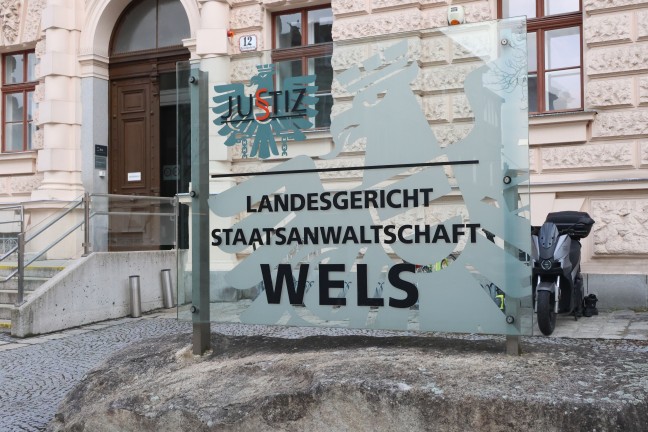 12
JUSTIZ
LANDESGERICHT
STAATSANWALTSCHAFT
WELS